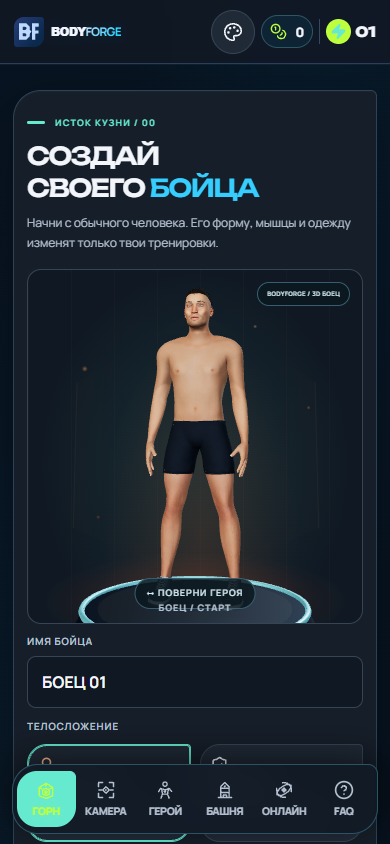 BF BODYFORGE
0
01
ИСТОК КУЗНИ / 00
СОЗДАЙ
СВОЕГО БОЙЦА
Начни с обычного человека. Его форму, мышцы и одежду
изменят только твои тренировки.
BODYFORGE / 3D БОЕЦ
↔ ПОВЕРНИ ГЕРОЯ
БОЕЦ / СТАРТ
ИМЯ БОЙЦА
БОЕЦ 01
ТЕЛОСЛОЖЕНИЕ
ГОРН КАМЕРА ГЕРОЙ БАШНЯ ОНЛАЙН FAQ